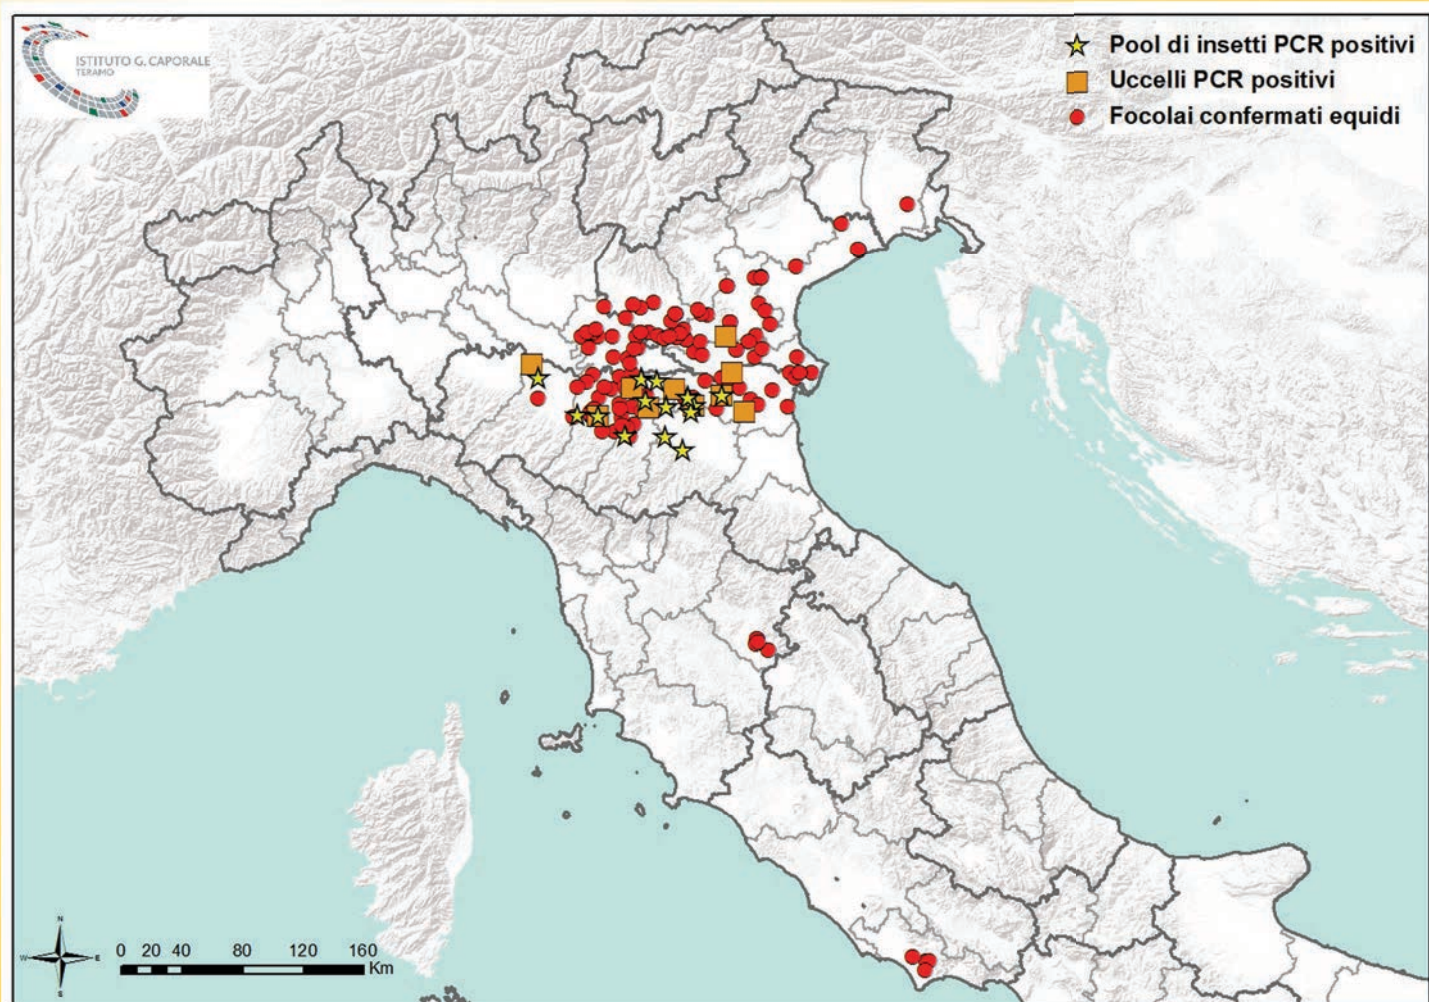 ISTITUTO G. CAPORALE
TERAMO
Pool di insetti PCR positivi
Uccelli PCR positivi
Focolai confermati equidi
N
W
E
S
0 20 40 80 120 160
Km